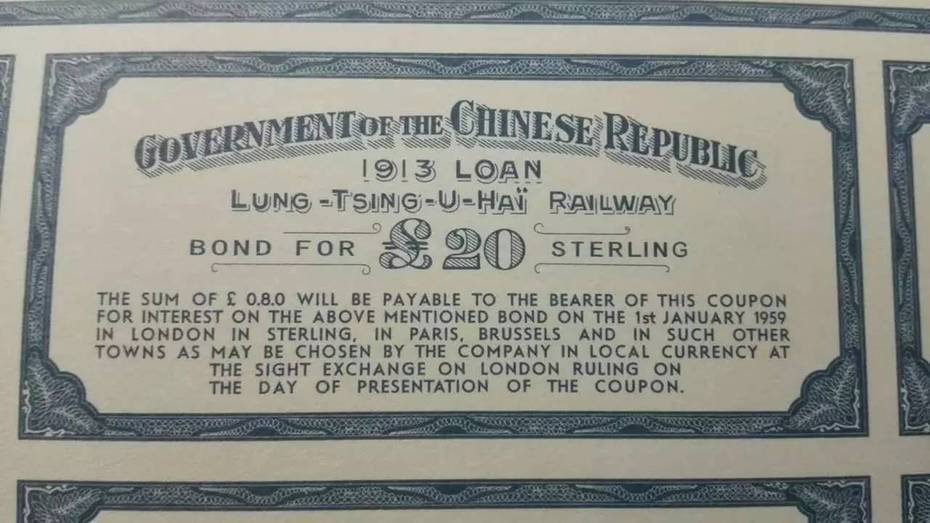 GOVERNMENT OF THE CHINESE REPUBLIC
1913 LOAN
LUNG-TSING-U-HAÏ RAILWAY
BOND FOR £20 STERLING
THE SUM OF £ 0.8.0 WILL BE PAYABLE TO THE BEARER OF THIS COUPON
FOR INTEREST ON THE ABOVE MENTIONED BOND ON THE 1st JANUARY 1959
IN LONDON IN STERLING, IN PARIS, BRUSSELS AND IN SUCH OTHER
TOWNS AS MAY BE CHOSEN BY THE COMPANY IN LOCAL CURRENCY AT
THE SIGHT EXCHANGE ON LONDON RULING ON
THE DAY OF PRESENTATION OF THE COUPON.